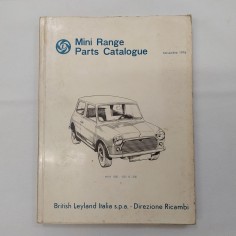 Mini Range
Parts Catalogue
British Leyland Italia s.p.a. - Direzione Ricambi